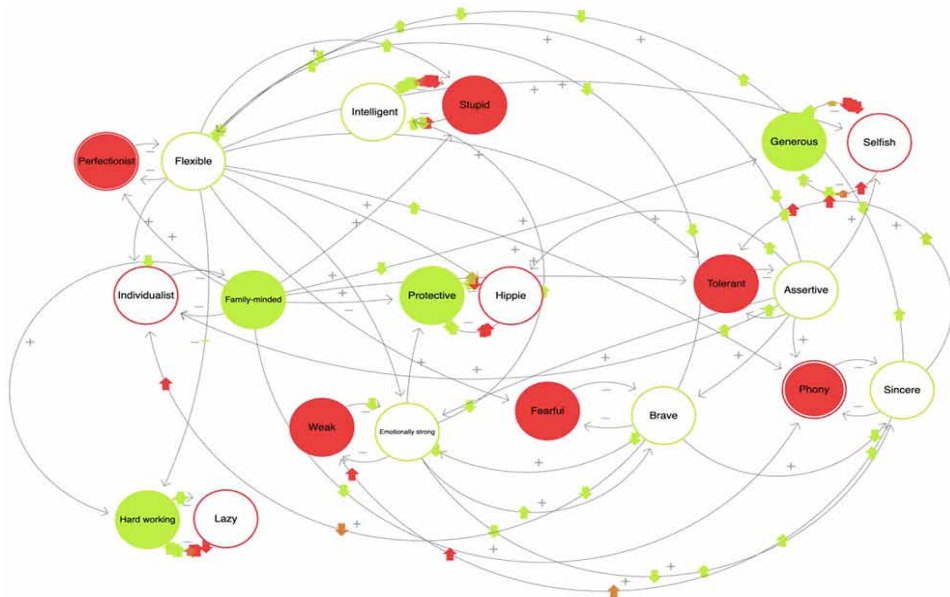 Intelligent
Stupid
Generous
Selfish
Perfectionist
Flexible
Individualist
Family-minded
Protective
Hippie
Tolerant
Assertive
Weak
Emotionally strong
Fearful
Brave
Phony
Sincere
Hard working
Lazy